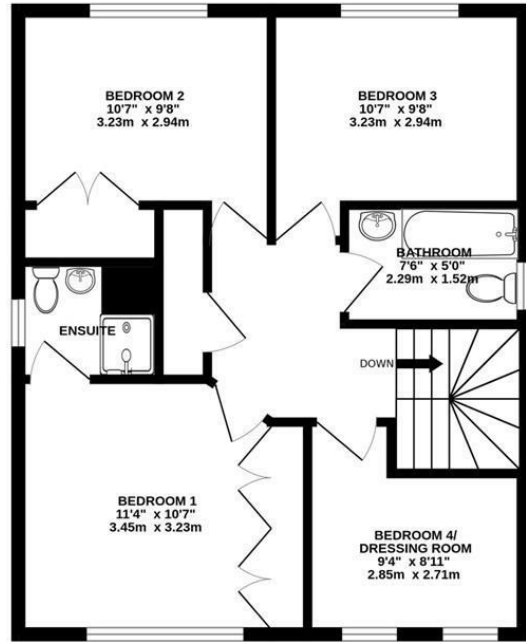 BEDROOM 2
10'7" x 9'8"
3.23m x 2.94m
BEDROOM 3
10'7" x 9'8"
3.23m x 2.94m
BATHROOM
7'6" x 5'0"
2.29m x 1.52m
ENSUITE
DOWN
BEDROOM 1
11'4" x 10'7"
3.45m x 3.23m
BEDROOM 4/
DRESSING ROOM
9'4" x 8'11"
2.85m x 2.71m